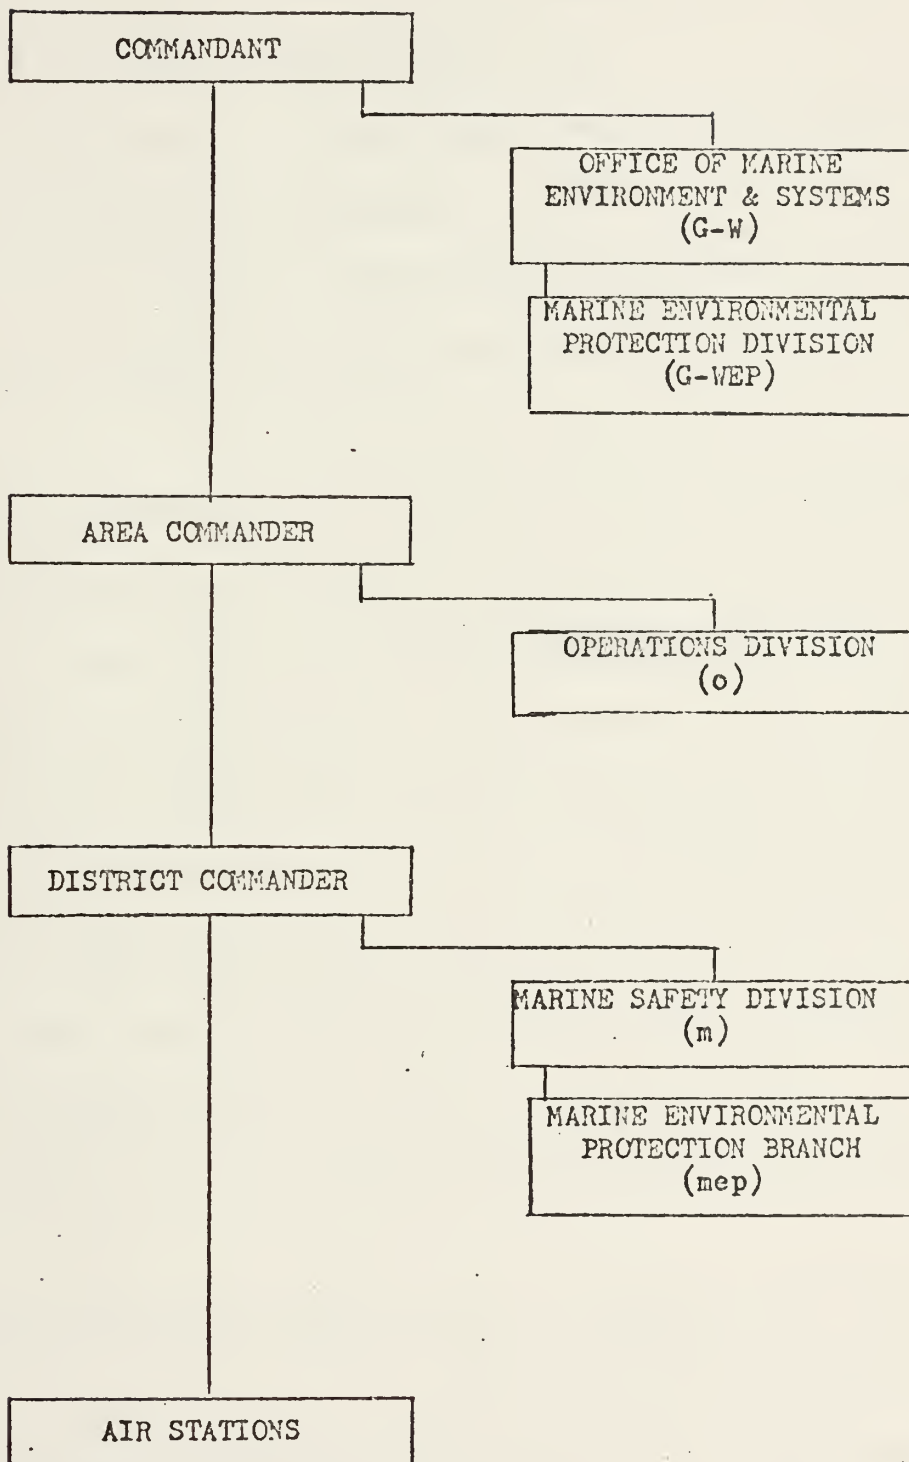 COMMANDANT
OFFICE OF MARINE
ENVIRONMENT & SYSTEMS
(G-W)
MARINE ENVIRONMENTAL
PROTECTION DIVISION
(G-WEP)
AREA COMMANDER
OPERATIONS DIVISION
(o)
DISTRICT COMMANDER
MARINE SAFETY DIVISION
(m)
MARINE ENVIRONMENTAL
PROTECTION BRANCH
(mep)
AIR STATIONS